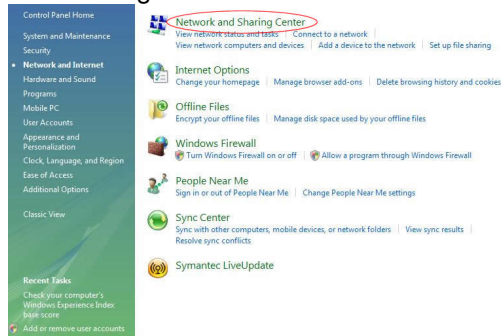 Control Panel Home
System and Maintenance
Security
Network and Internet
Hardware and Sound
Programs
Mobile PC
User Accounts
Appearance and
Personalization
Clock, Language, and Region
Ease of Access
Additional Options
Classic View
Recent Tasks
Check your computer's
Windows Experience Index
base score
Add or remove user accounts
Network and Sharing Center
View network status and tasks Connect to a network
View network computers and devices Add a device to the network Set up file sharing
Internet Options
Change your homepage Manage browser add-ons Delete browsing history and cookies
Offline Files
Encrypt your offline files Manage disk space used by your offline files
Windows Firewall
Turn Windows Firewall on or off Allow a program through Windows Firewall
People Near Me
Sign in or out of People Near Me Change People Near Me settings
Sync Center
Sync with other computers, mobile devices, or network folders View sync results
Resolve sync conflicts
Symantec LiveUpdate